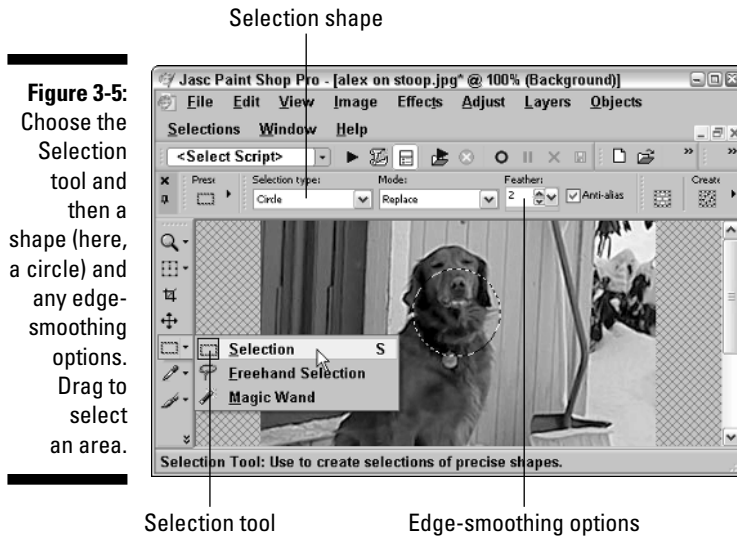 Selection shape
Figure 3-5:
Choose the
Selection
tool and
then a
shape (here,
a circle) and
any edge-
smoothing
options.
Drag to
select
an area.
Jasc Paint Shop Pro - [alex on stoop.jpg* @ 100% (Background)]
File Edit View Image Effects Adjust Layers Objects
Selections Window Help
<Select Script>
Prese Selection type: Mode: Feather: Create
Circle Replace 2 Anti-alias
Selection S
Freehand Selection
Magic Wand
Selection Tool: Use to create selections of precise shapes.
Selection tool Edge-smoothing options